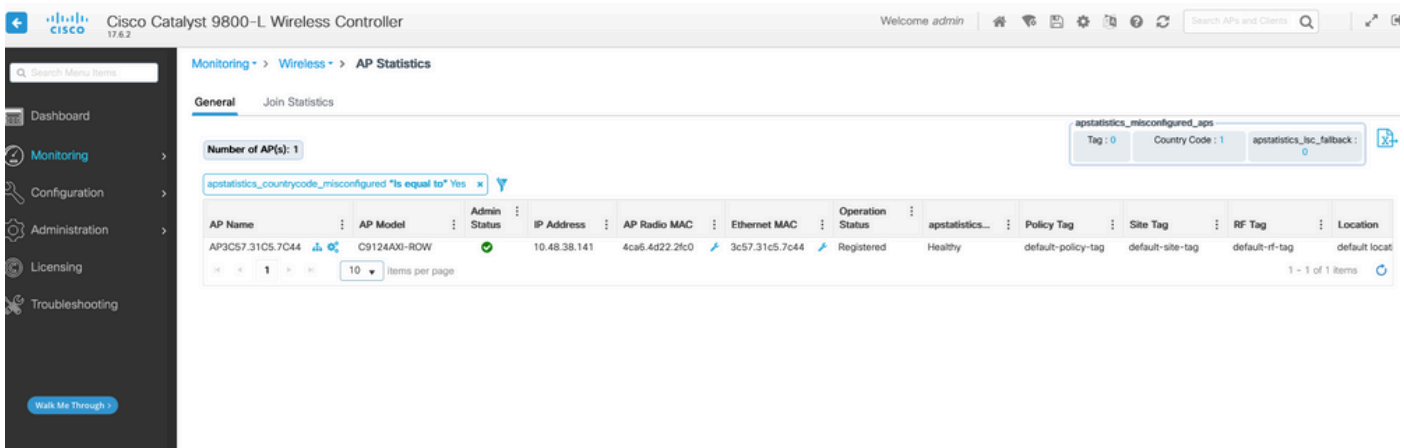 CISCO
Cisco Catalyst 9800-L Wireless Controller
17.6.2
Welcome admin
Search APs and Clients
Search Menu Items
Dashboard
Monitoring
Configuration
Administration
Licensing
Troubleshooting
Walk Me Through >
Monitoring > Wireless > AP Statistics
General Join Statistics
apstatistics_misconfigured_aps
Tag : 0 Country Code : 1 apstatistics_lsc_fallback :
0
Number of AP(s): 1
apstatistics_countrycode_misconfigured "Is equal to" Yes x
AP Name AP Model Admin Status IP Address AP Radio MAC Ethernet MAC Operation Status apstatistics... Policy Tag Site Tag RF Tag Location
AP3C57.31C5.7C44 C9124AXI-ROW 10.48.38.141 4ca6.4d22.2fc0 3c57.31c5.7c44 Registered Healthy default-policy-tag default-site-tag default-rf-tag default locat
1 10 items per page 1 - 1 of 1 items